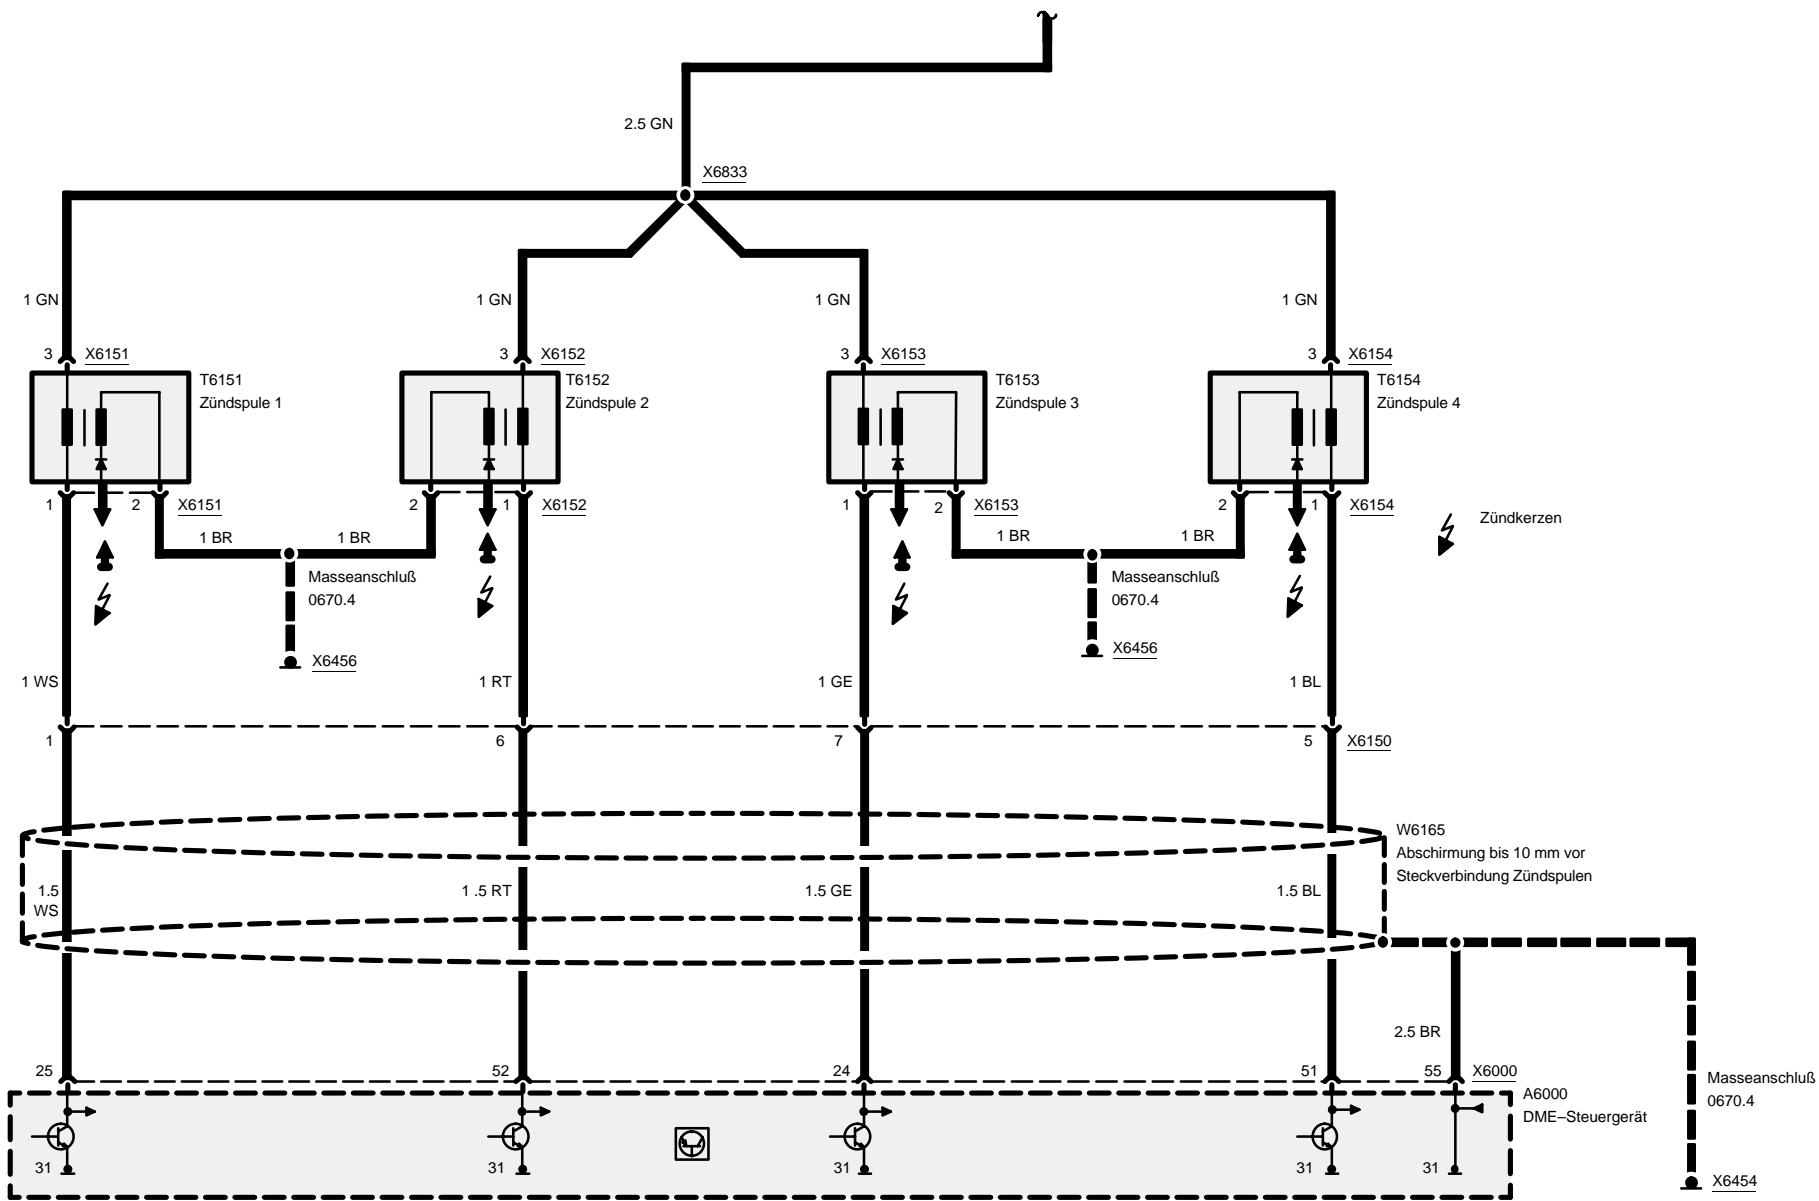 2.5 GN
X6833
1 GN
1 GN
1 GN
1 GN
3
X6151
3
X6152
3
X6153
3
X6154
T6151
Zündspule 1
T6152
Zündspule 2
T6153
Zündspule 3
T6154
Zündspule 4
1
2
X6151
2
1
X6152
1
2
X6153
2
1
X6154
Zündkerzen
1 BR
1 BR
1 BR
1 BR
Masseanschluß
0670.4
Masseanschluß
0670.4
X6456
X6456
1 WS
1 RT
1 GE
1 BL
1
6
7
5
X6150
W6165
Abschirmung bis 10 mm vor
Steckverbindung Zündspulen
1.5
WS
1 .5 RT
1.5 GE
1.5 BL
2.5 BR
25
52
24
51
55
X6000
A6000
DME–Steuergerät
Masseanschluß
0670.4
31
31
31
31
31
X6454